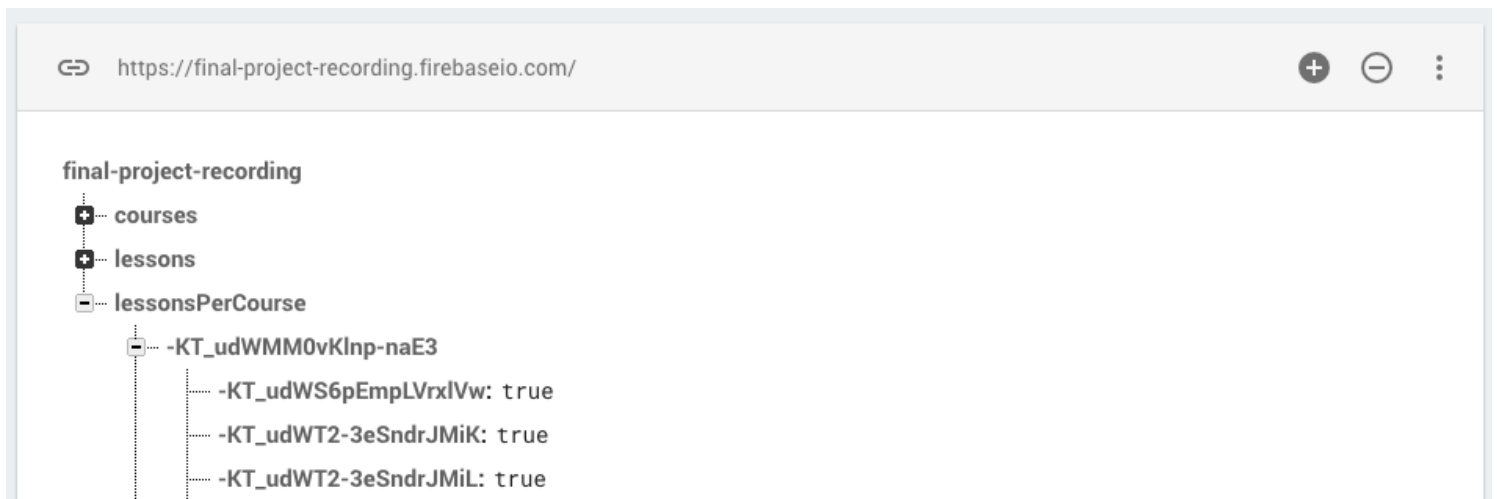 https://final-project-recording.firebaseio.com/
final-project-recording
courses
lessons
lessonsPerCourse
-KT_udWMM0vKlnp-naE3
-KT_udWS6pEmpLVrxlVw: true
-KT_udWT2-3eSndrJMiK: true
-KT_udWT2-3eSndrJMiL: true